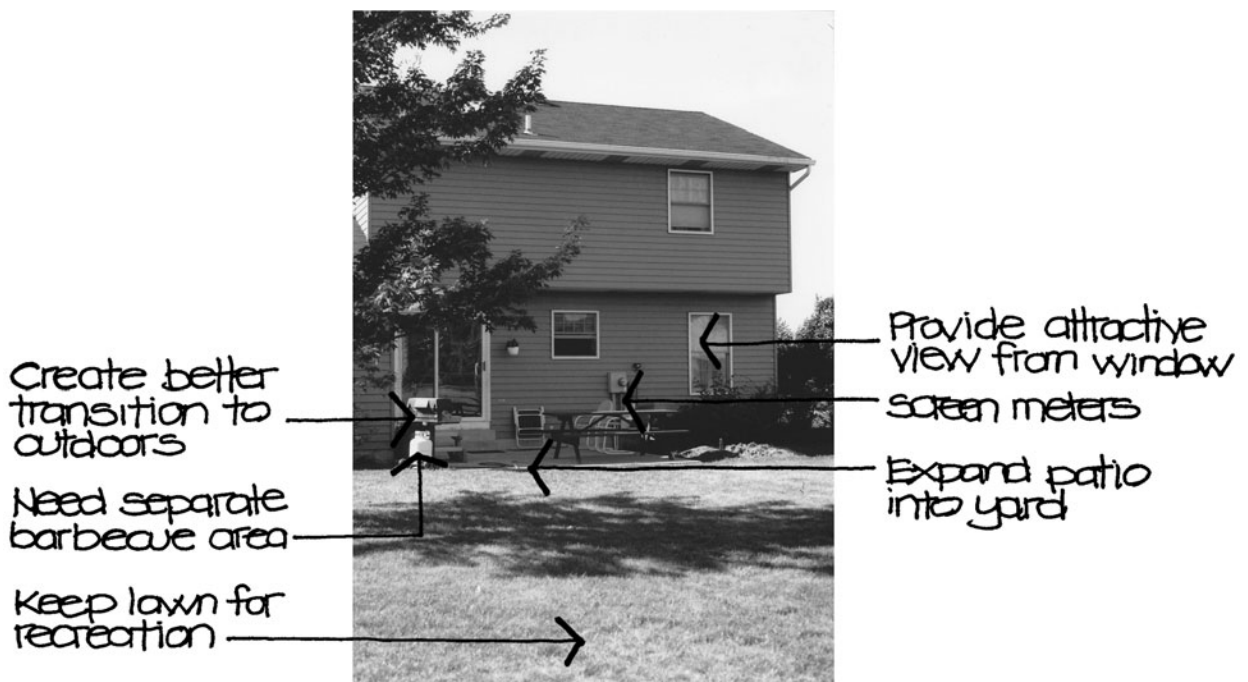 Create better
transition to
outdoors
Need separate
barbecue area
Keep lawn for
recreation
Provide attractive
view from window
screen meters
Expand patio
into yard